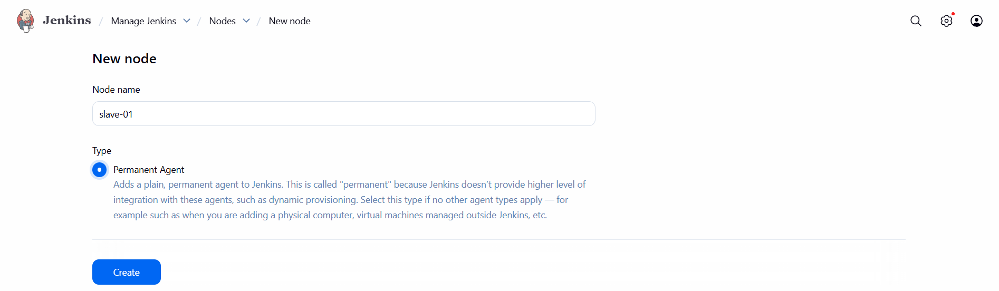 Jenkins / Manage Jenkins / Nodes / New node
New node
Node name
slave-01
Type
Permanent Agent
Adds a plain, permanent agent to Jenkins. This is called "permanent" because Jenkins doesn’t provide higher level of
integration with these agents, such as dynamic provisioning. Select this type if no other agent types apply — for
example such as when you are adding a physical computer, virtual machines managed outside Jenkins, etc.
Create